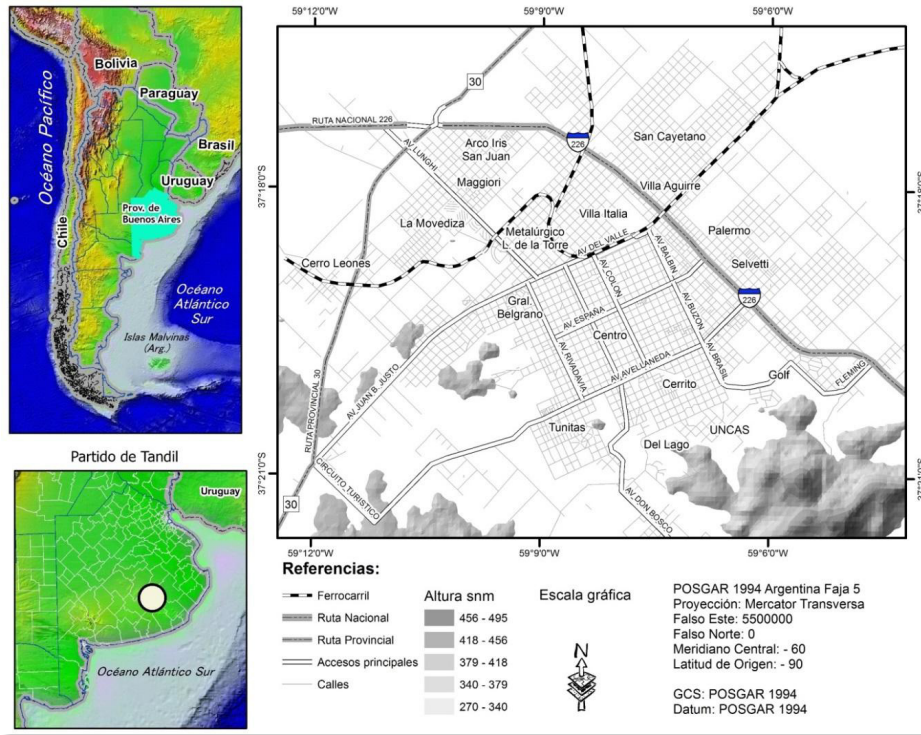 Océano Pacífico
Bolivia
Paraguay
Brasil
Uruguay
Prov. de
Buenos Aires
Chile
Océano
Atlántico
Sur
Islas Malvinas
(Arg.)
Partido de Tandil
Uruguay
Océano Atlántico Sur
59°12'0"W
59°9'0"W
59°6'0"W
37°18'0"S
37°18'0"S
37°21'0"S
37°21'0"S
30
RUTA NACIONAL 226
AV. LUNGHI
Arco Iris
San Juan
226
San Cayetano
Maggiori
Villa Aguirre
La Movediza
Villa Italia
Metalúrgico
L. de la Torre
AV. DEL VALLE
AV. BALBIN
Palermo
Cerro Leones
Selvetti
AV. COLON
226
Gral.
Belgrano
AV. ESPAÑA
AV. BUZON
Centro
AV. RIVADAVIA
AV. AVELLANEDA
AV. BRASIL
AV. JUAN B. JUSTO
Cerrito
Golf
FLEMING
RUTA PROVINCIAL 30
Tunitas
UNCAS
Del Lago
CIRCUITO TURISTICO
AV. DON BOSCO
30
59°12'0"W
59°9'0"W
59°6'0"W
Referencias:
Ferrocarril
Ruta Nacional
Ruta Provincial
Accesos principales
Calles
Altura snm
456 - 495
418 - 456
379 - 418
340 - 379
270 - 340
Escala gráfica
N
POSGAR 1994 Argentina Faja 5
Proyección: Mercator Transversa
Falso Este: 5500000
Falso Norte: 0
Meridiano Central: - 60
Latitud de Origen: - 90
GCS: POSGAR 1994
Datum: POSGAR 1994